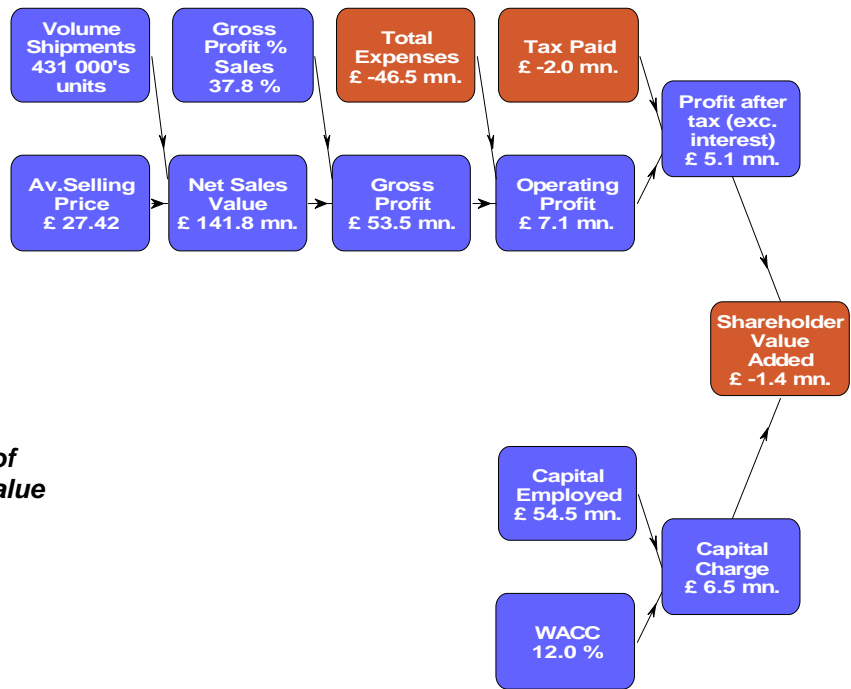 Volume
Shipments
431 000's
units
Gross
Profit %
Sales
37.8 %
Total
Expenses
£ -46.5 mn.
Tax Paid
£ -2.0 mn.
Profit after
tax (exc.
interest)
£ 5.1 mn.
Av.Selling
Price
£ 27.42
Net Sales
Value
£ 141.8 mn.
Gross
Profit
£ 53.5 mn.
Operating
Profit
£ 7.1 mn.
Shareholder
Value
Added
£ -1.4 mn.
of
alue
Capital
Employed
£ 54.5 mn.
Capital
Charge
£ 6.5 mn.
WACC
12.0 %